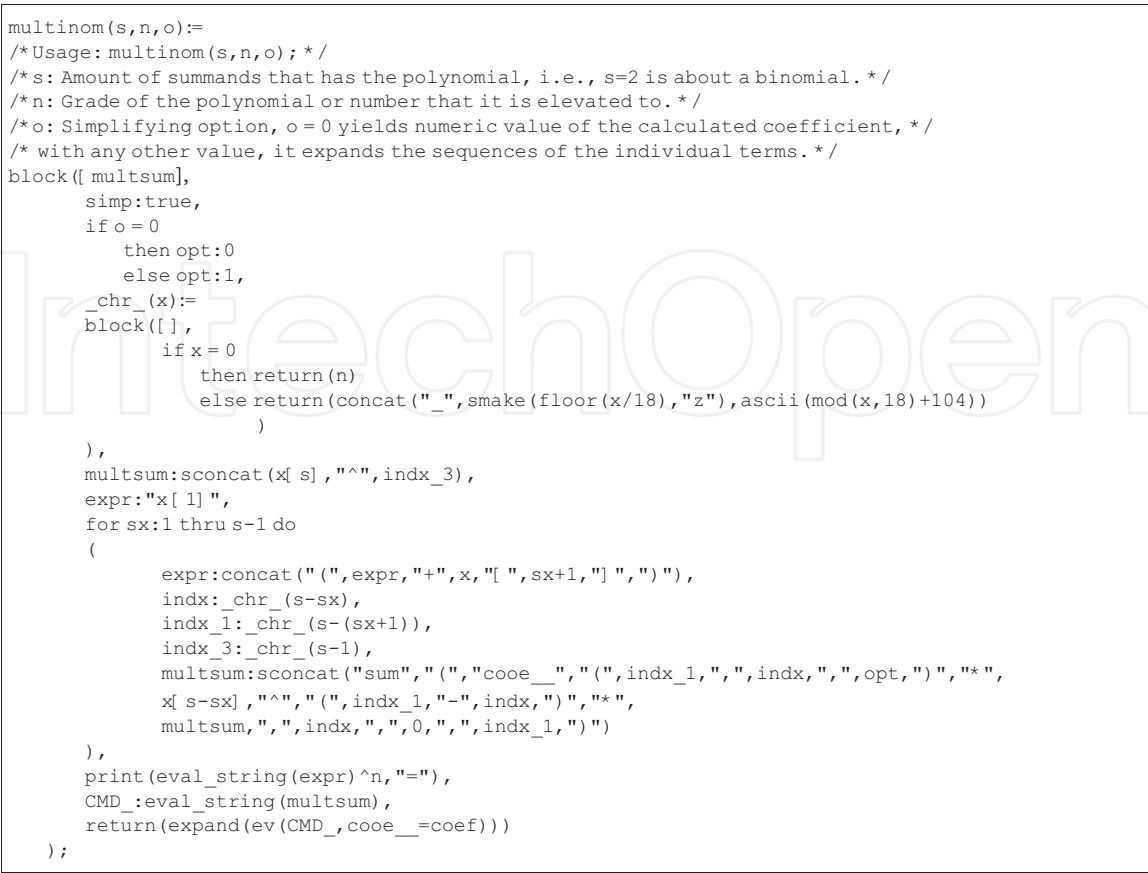 multinom(s,n,o):=
/*Usage: multinom(s,n,o); */
/*s: Amount of summands that has the polynomial, i.e., s=2 is about a binomial. */
/*n: Grade of the polynomial or number that it is elevated to. */
/*o: Simplifying option, o = 0 yields numeric value of the calculated coefficient, */
/* with any other value, it expands the sequences of the individual terms. */
block([ multsum],
simp:true,
if o = 0
then opt:0
else opt:1,
_chr_(x):=
block([ ],
if x = 0
then return(n)
else return(concat("_",smake(floor(x/18),"z"),ascii(mod(x,18)+104))
)
),
multsum:sconcat(x[ s] ,"^",indx_3),
expr:"x[ 1] ",
for sx:1 thru s-1 do
(
expr:concat("(",expr,"+",x,"[ ",sx+1,"] ",")"),
indx:_chr_(s-sx),
indx_1:_chr_(s-(sx+1)),
indx_3:_chr_(s-1),
multsum:sconcat("sum","(","cooe__","(",indx_1,",",indx,",",opt,")","*",
x[ s-sx] ,"^","(",indx_1,"-",indx,")","*",
multsum,",",indx,",",0,",",indx_1,")")
),
print(eval_string(expr)^n,"="),
CMD_:eval_string(multsum),
return(expand(ev(CMD_,cooe__=coef)))
);
IntechOpen